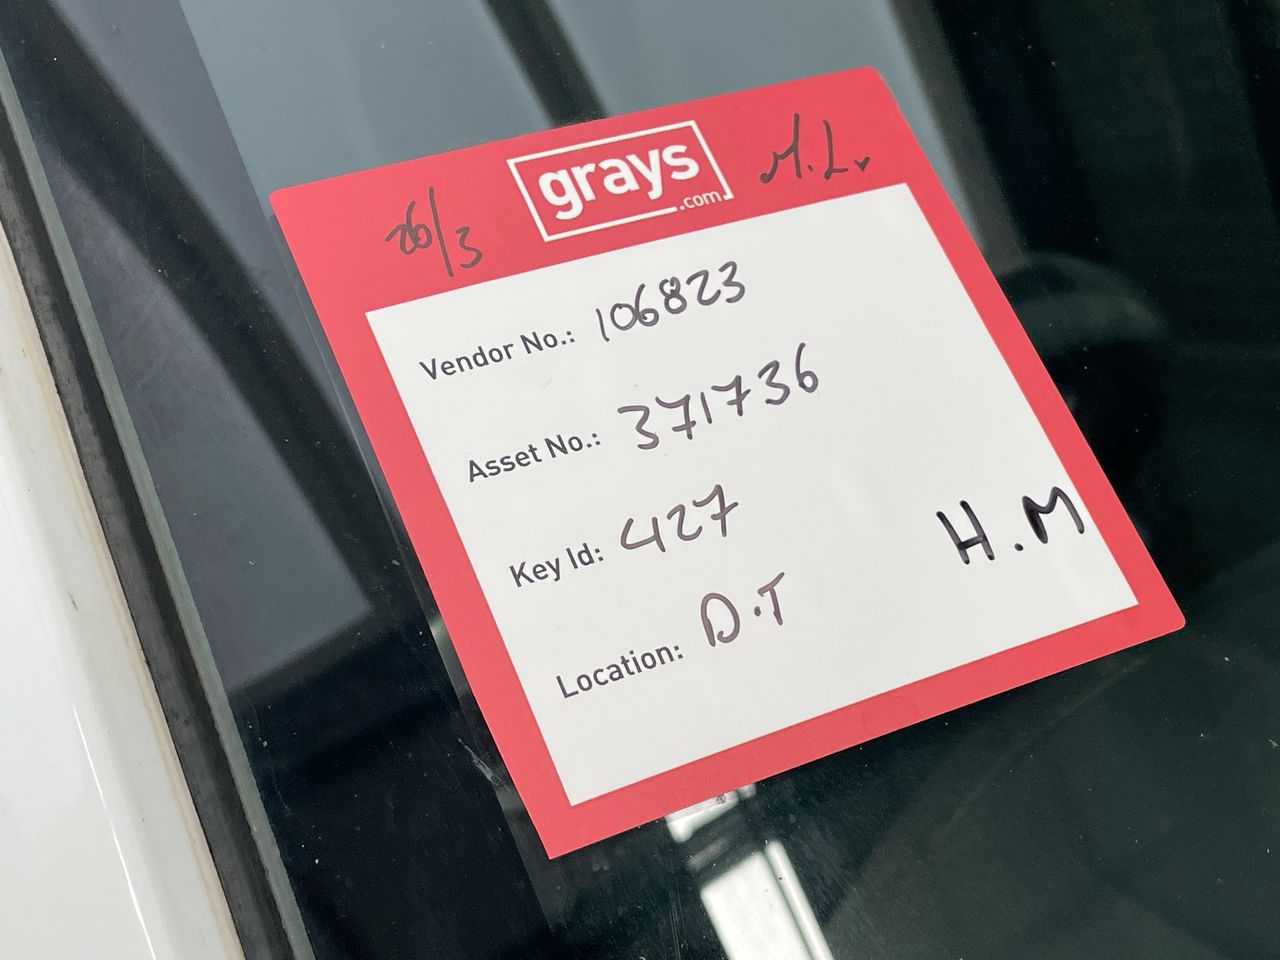 26/3
grays
.com
M.L.
Vendor No.: 106823
Asset No.: 371736
Key Id: 427
H.M
Location: D.T